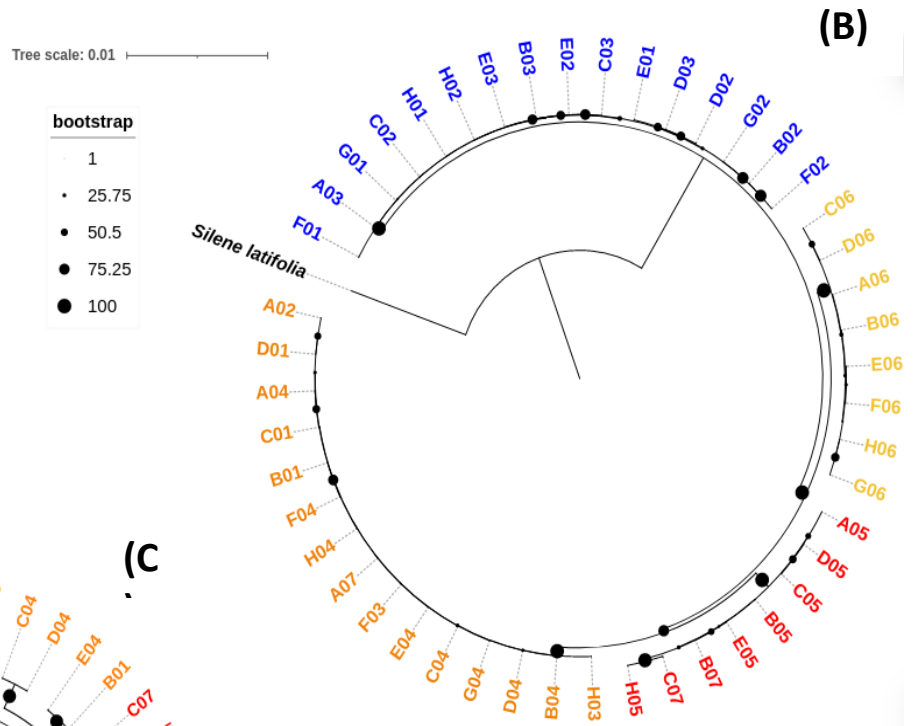 (B)
Tree scale: 0.01
bootstrap
1
25.75
50.5
75.25
100
Silene latifolia
F01
A03
G01
C02
H01
H02
E03
B03
E02
C03
E01
D03
D02
G02
B02
F02
C06
D06
A06
B06
E06
F06
H06
G06
A05
D05
C05
B05
E05
B07
C07
H05
H03
B04
D04
G04
C04
E04
F03
A07
H04
F04
B01
C01
A04
D01
A02
(C
)
C04
D04
E04
B01
C07